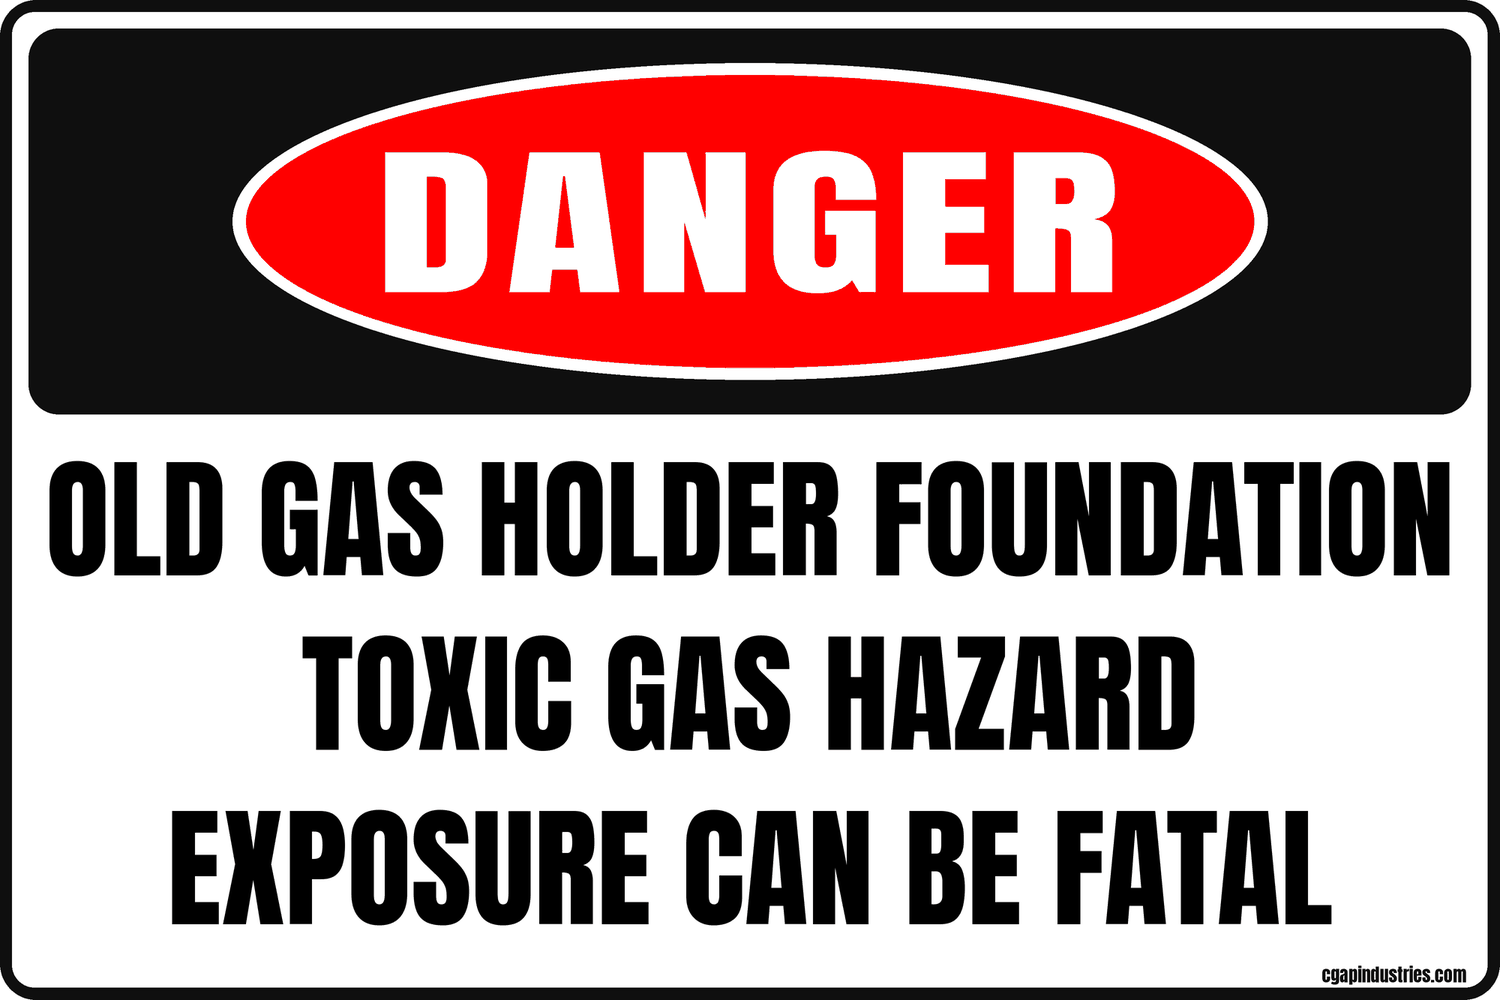 DANGER
OLD GAS HOLDER FOUNDATION
TOXIC GAS HAZARD
EXPOSURE CAN BE FATAL
cgapindustries.com